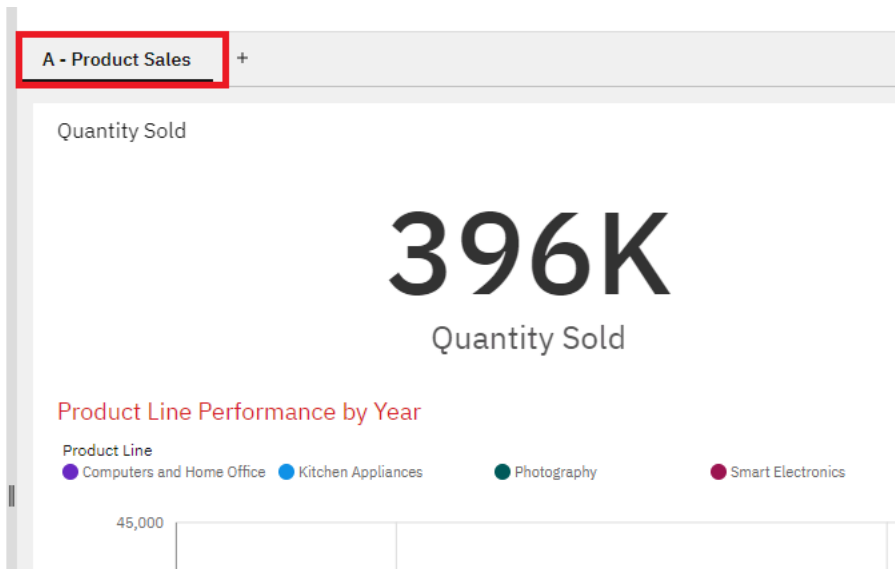 A - Product Sales +
Quantity Sold
396K
Quantity Sold
Product Line Performance by Year
Product Line
Computers and Home Office Kitchen Appliances Photography Smart Electronics
45,000